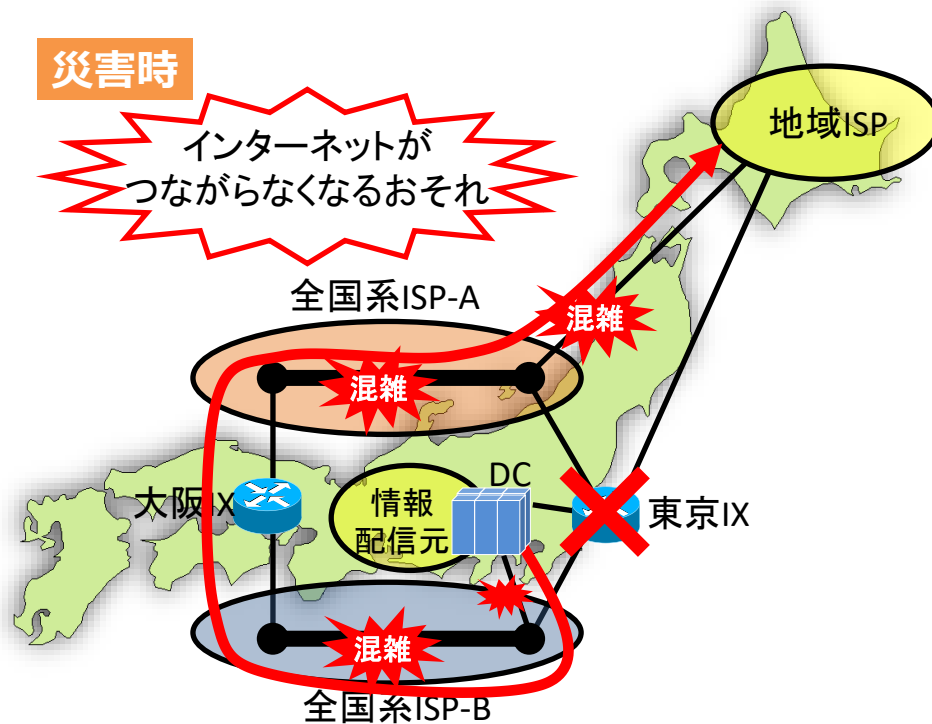 災害時
インターネットが
つながらなくなるおそれ
地域ISP
全国系ISP-A
混雑
混雑
大阪IX
情報
配信元
DC
東京IX
混雑
全国系ISP-B